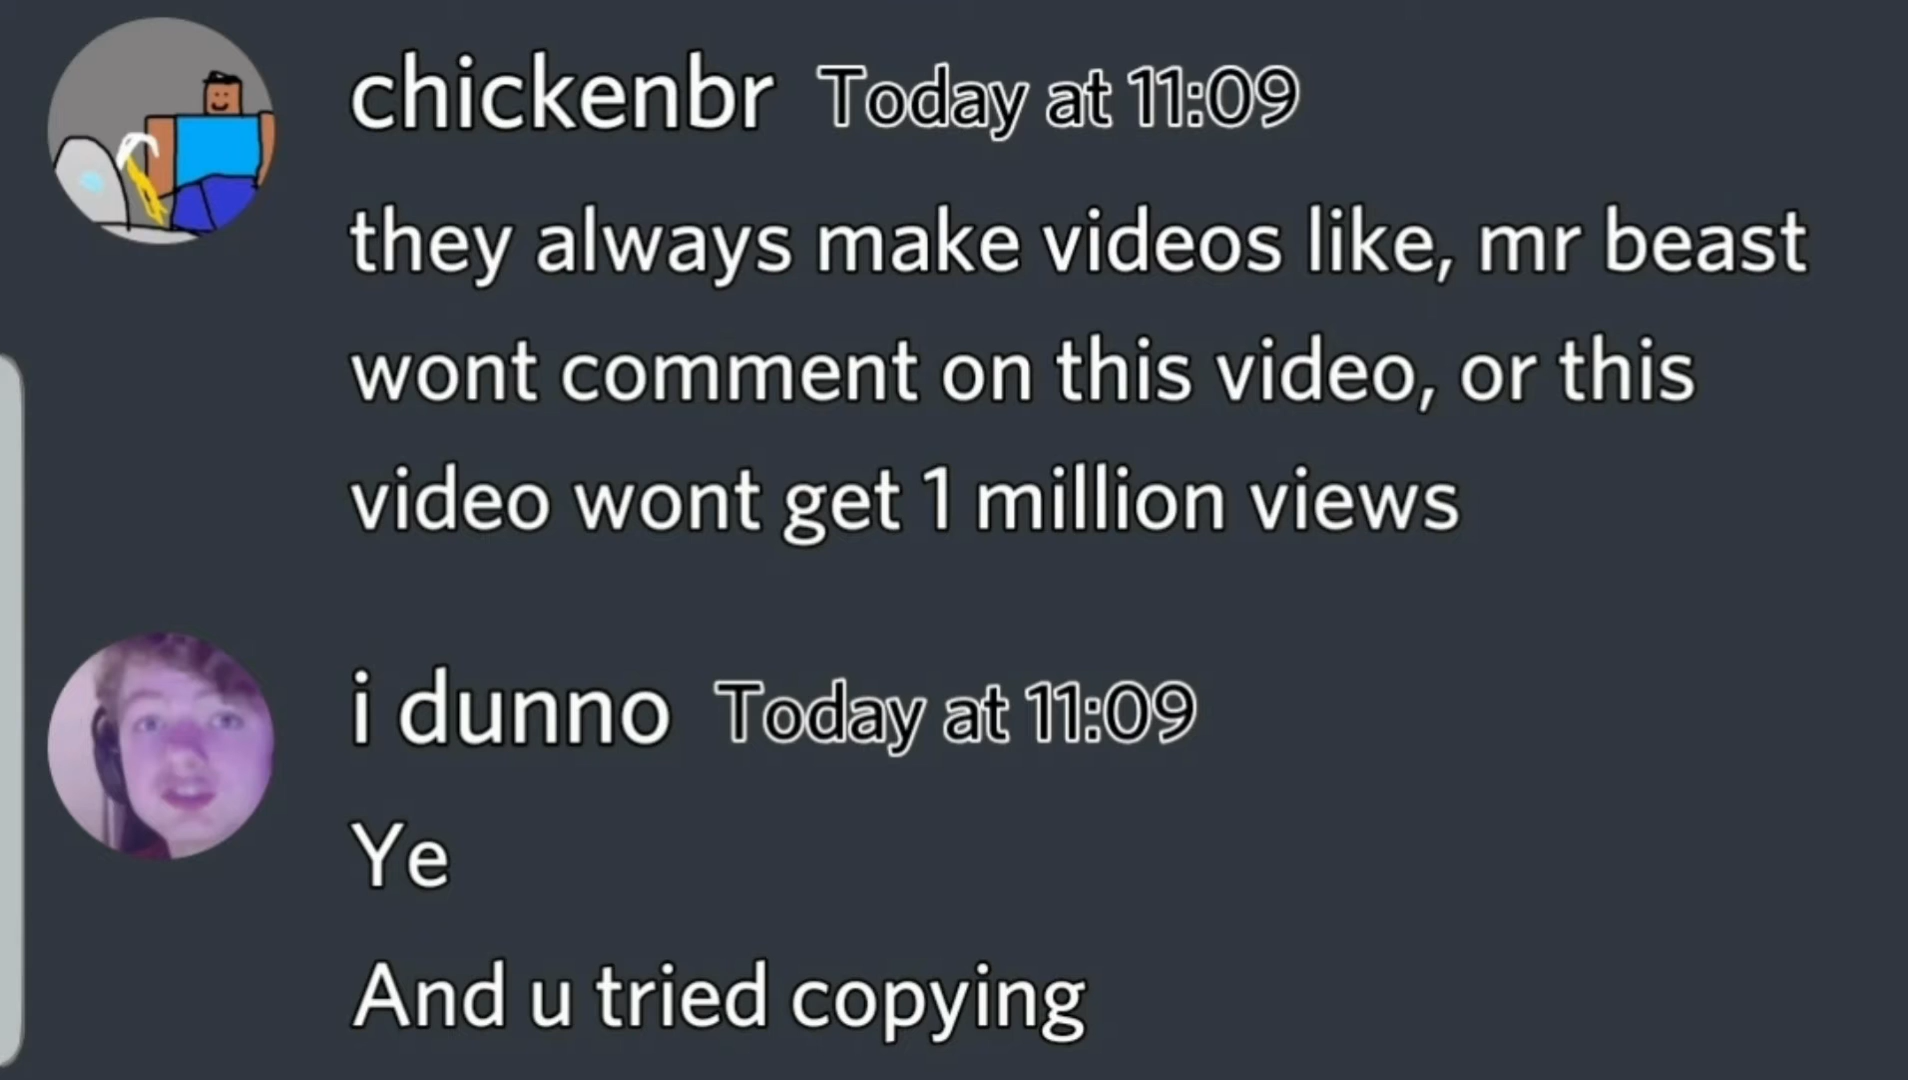 chickenbr Today at 11:09
they always make videos like, mr beast
wont comment on this video, or this
video wont get 1 million views
i dunno Today at 11:09
Ye
And u tried copying